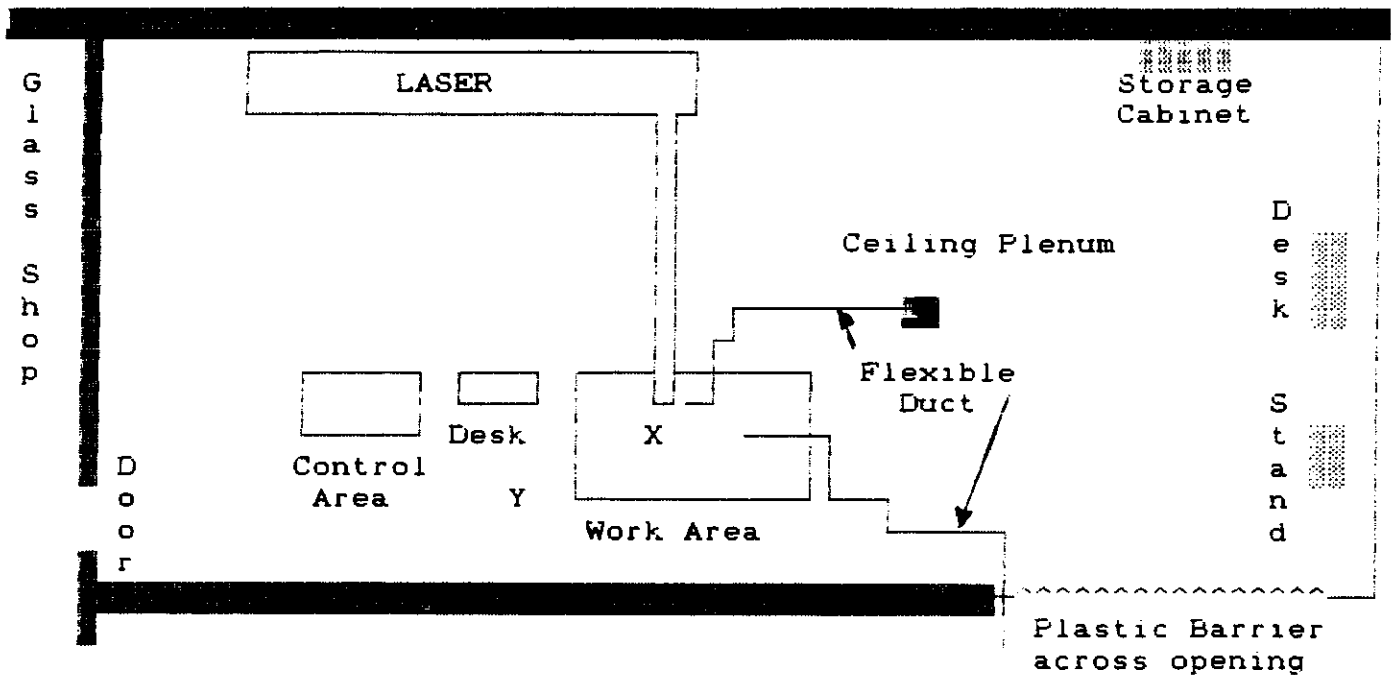 Glass Shop
LASER
Storage
Cabinet
Ceiling Plenum
Desk
Flexible
Duct
Desk
X
Stand
Control
Area
Y
Work Area
Door
Plastic Barrier
across opening